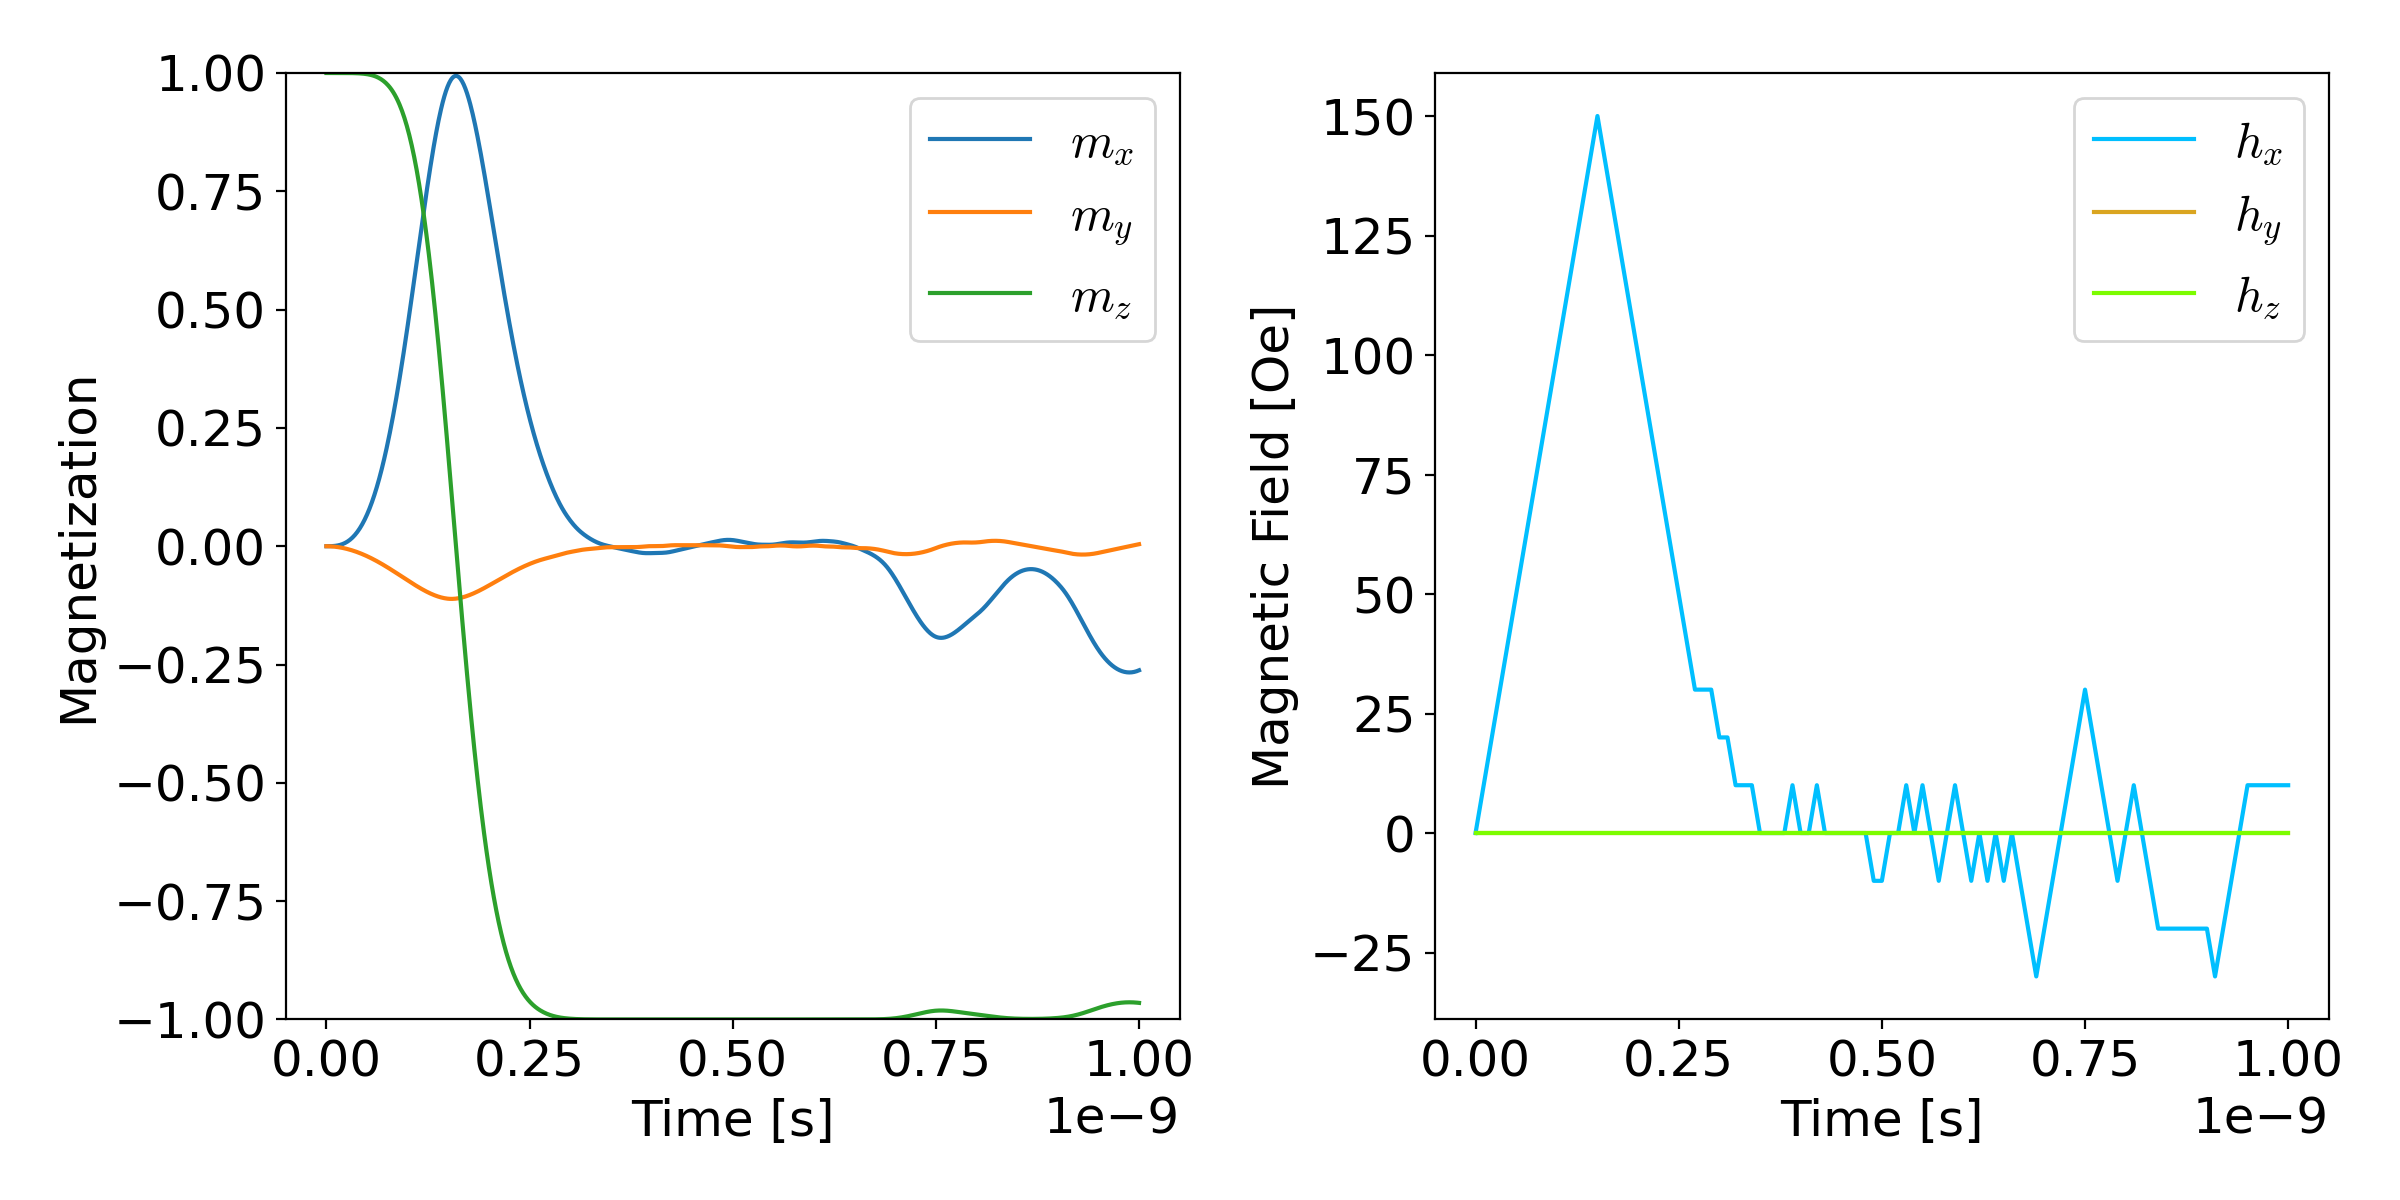 Magnetization
1.00
0.75
0.50
0.25
0.00
−0.25
−0.50
−0.75
−1.00
0.00 0.25 0.50 0.75 1.00
Time [s]
1e−9
m_x
m_y
m_z
Magnetic Field [Oe]
150
125
100
75
50
25
0
−25
0.00 0.25 0.50 0.75 1.00
Time [s]
1e−9
h_x
h_y
h_z